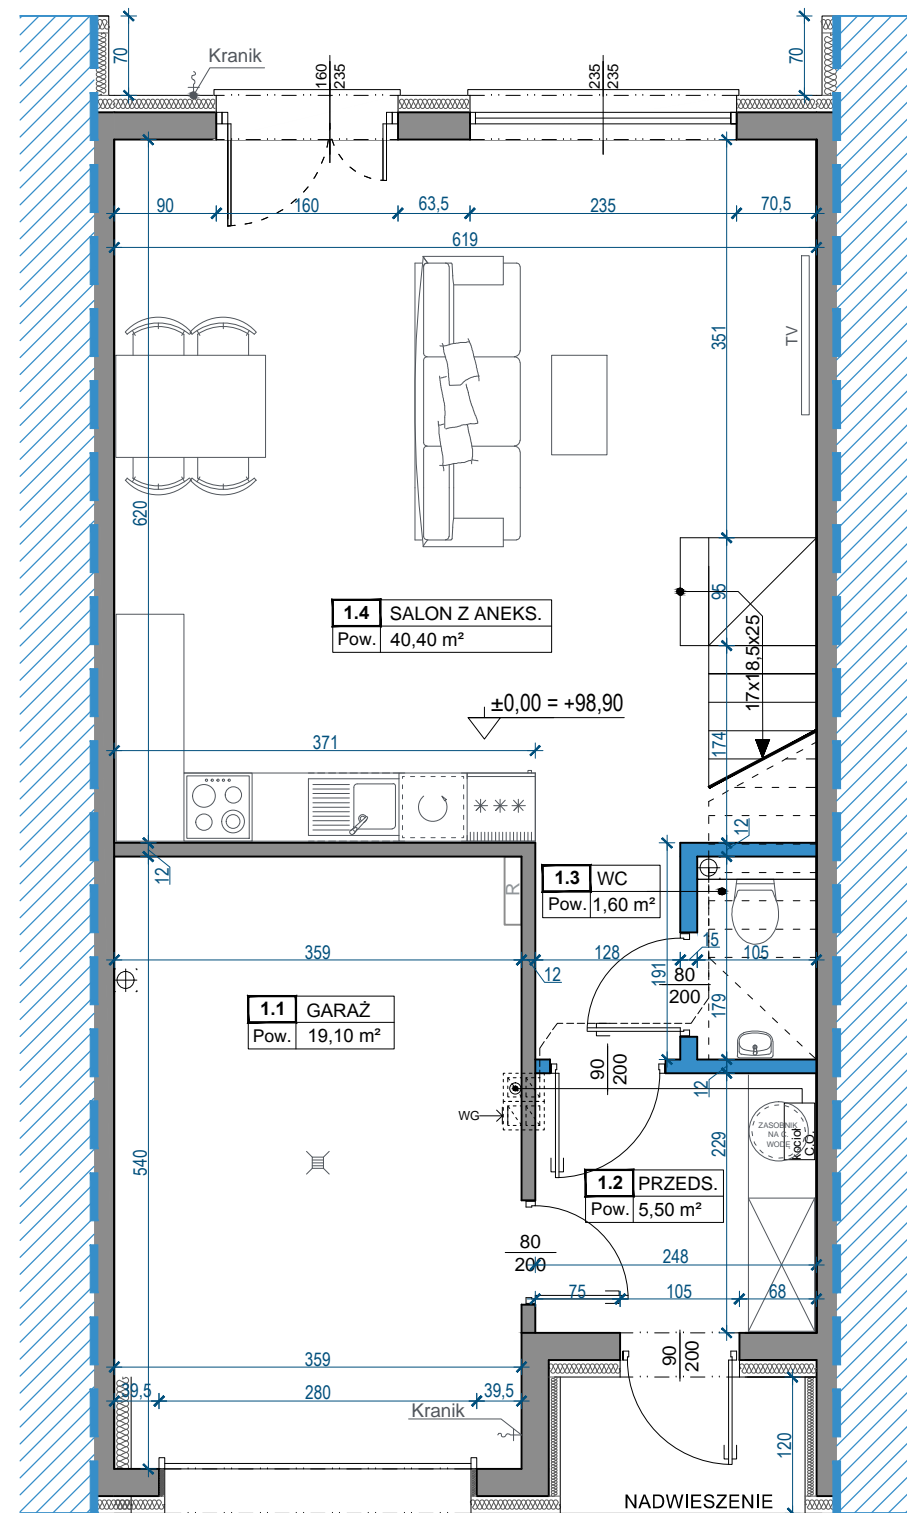 70
Kranik
160
235
235
235
70
90
160
63,5
235
70,5
619
351
TV
620
95
1.4 SALON Z ANEKS.
Pow. 40,40 m²
17x18,5x25
±0,00 = +98,90
371
174
12
12
R
1.3 WC
Pow. 1,60 m²
359
12
128
191
15
105
80
200
179
1.1 GARAŻ
Pow. 19,10 m²
90
200
12
WG
ZASOBNIK
NA C.
WODĘ
Kocioł
C.O.
229
540
1.2 PRZEDS.
Pow. 5,50 m²
80
200
248
75
105
68
359
90
200
39,5
280
39,5
Kranik
120
NADWIESZENIE